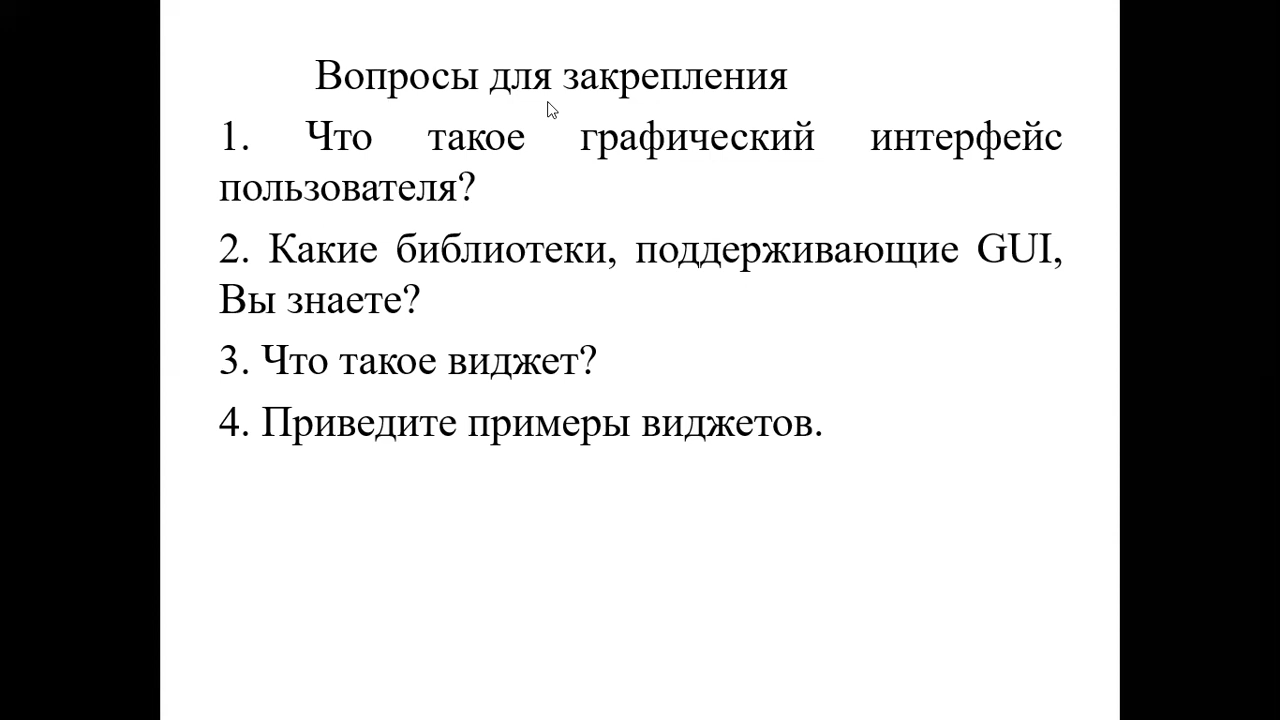 Вопросы для закрепления
1. Что такое графический интерфейс
пользователя?
2. Какие библиотеки, поддерживающие GUI,
Вы знаете?
3. Что такое виджет?
4. Приведите примеры виджетов.